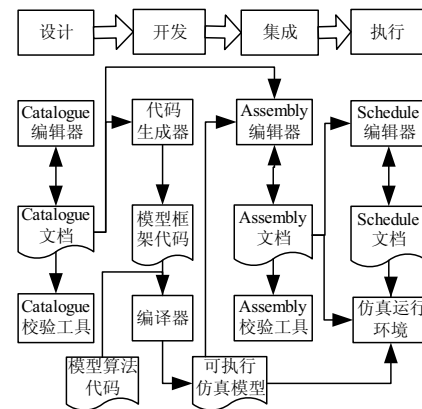 设计
开发
集成
执行
Catalogue
编辑器
代码
生成器
Assembly
编辑器
Schedule
编辑器
Catalogue
文档
模型框
架代码
Assembly
文档
Schedule
文档
Catalogue
校验工具
编译器
Assembly
校验工具
仿真运行
环境
模型算法
代码
可执行
仿真模型